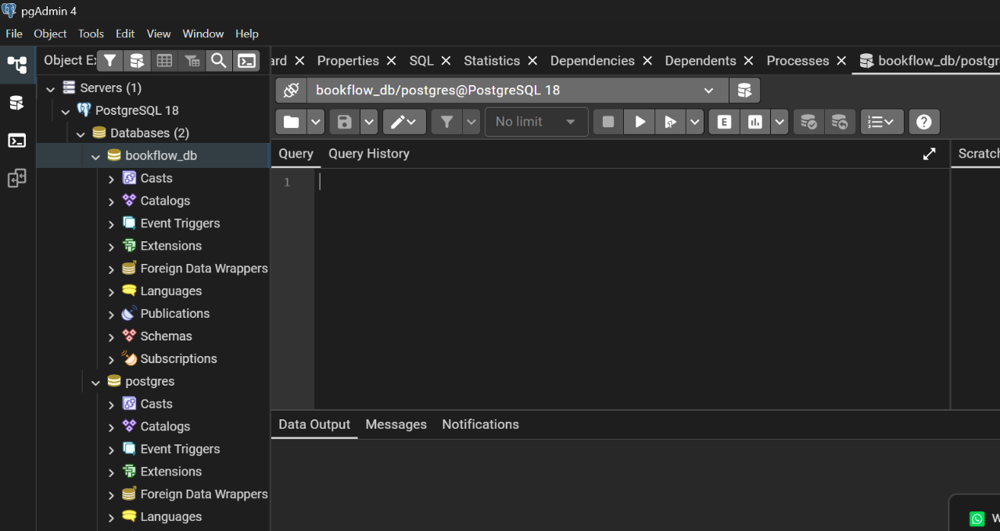 pgAdmin 4
File Object Tools Edit View Window Help
Object Ex
ard Properties SQL Statistics Dependencies Dependents Processes bookflow_db/postgr
Servers (1)
bookflow_db/postgres@PostgreSQL 18
PostgreSQL 18
No limit
E
Databases (2)
bookflow_db
Query Query History
Scratch
Casts
1
Catalogs
Event Triggers
Extensions
Foreign Data Wrappers
Languages
Publications
Schemas
Subscriptions
postgres
Casts
Catalogs
Event Triggers
Extensions
Foreign Data Wrappers
Languages
Data Output Messages Notifications
W